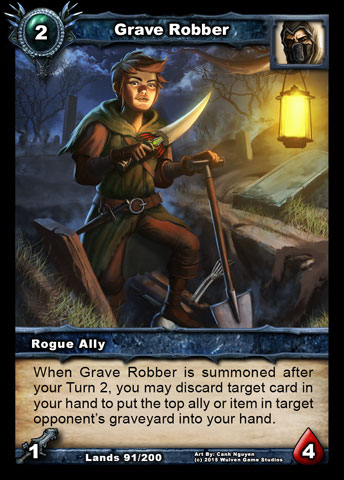 2
Grave Robber
Rogue Ally
When Grave Robber is summoned after
your Turn 2, you may discard target card in
your hand to put the top ally or item in target
opponent's graveyard into your hand.
1
Lands 91/200
Art By: Canh Nguyen
(c) 2015 Wulven Game Studios
4